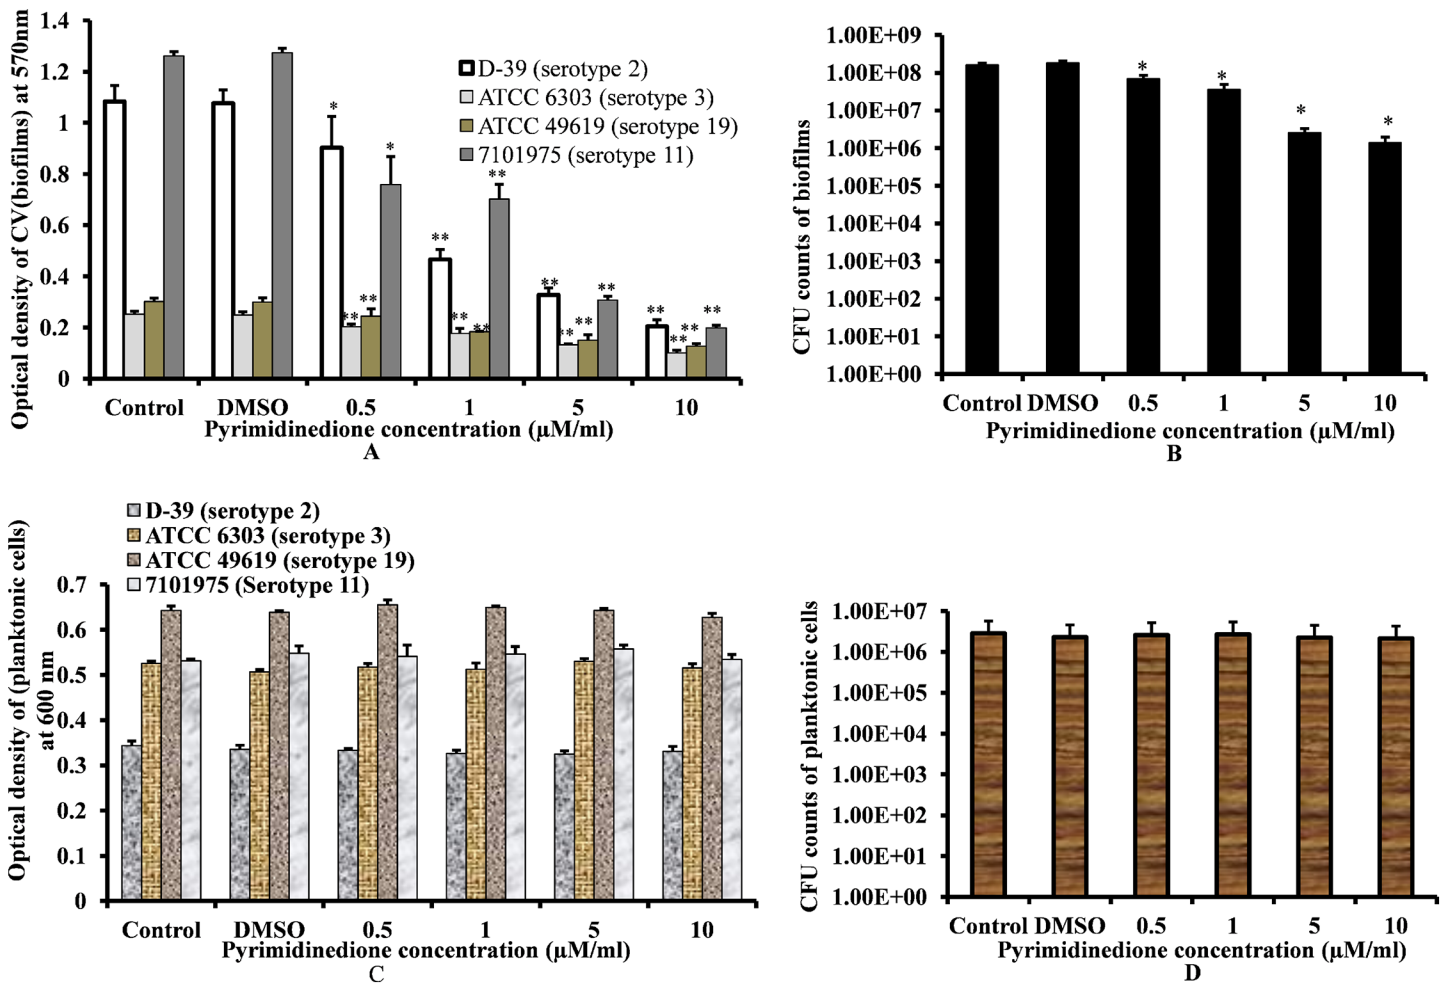 Optical density of CV(biofilms) at 570nm
1.4
1.2
1
0.8
0.6
0.4
0.2
0
D-39 (serotype 2)
ATCC 6303 (serotype 3)
ATCC 49619 (serotype 19)
7101975 (serotype 11)
* * ** ** ** ** ** ** ** ** ** ** ** ** ** **
Control DMSO 0.5 1 5 10
Pyrimidinedione concentration (µM/ml)
A
CFU counts of biofilms
1.00E+09
1.00E+08
1.00E+07
1.00E+06
1.00E+05
1.00E+04
1.00E+03
1.00E+02
1.00E+01
1.00E+00
* * * *
Control DMSO 0.5 1 5 10
Pyrimidinedione concentration (µM/ml)
B
Optical density of (planktonic cells)
at 600 nm
D-39 (serotype 2)
ATCC 6303 (serotype 3)
ATCC 49619 (serotype 19)
7101975 (Serotype 11)
0.7
0.6
0.5
0.4
0.3
0.2
0.1
0
Control DMSO 0.5 1 5 10
Pyrimidinedione concentration (µM/ml)
C
CFU counts of planktonic cells
1.00E+07
1.00E+06
1.00E+05
1.00E+04
1.00E+03
1.00E+02
1.00E+01
1.00E+00
Control DMSO 0.5 1 5 10
Pyrimidinedione concentration (µM/ml)
D